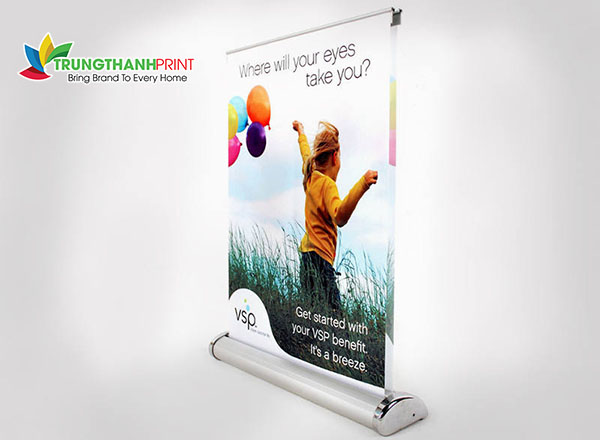 TRUNGTHANHPRINT
Bring Brand To Every Home
Where will your eyes
take you?
vsp
Get started with
your VSP benefit.
It's a breeze.